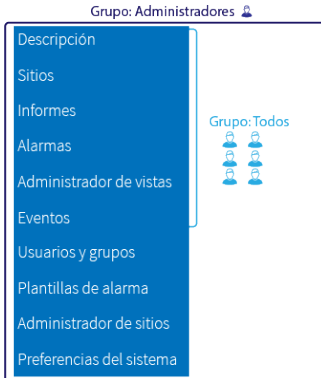 Grupo: Administradores
Descripción
Sitios
Informes
Grupo: Todos
Alarmas
Administrador de vistas
Eventos
Usuarios y grupos
Plantillas de alarma
Administrador de sitios
Preferencias del sistema